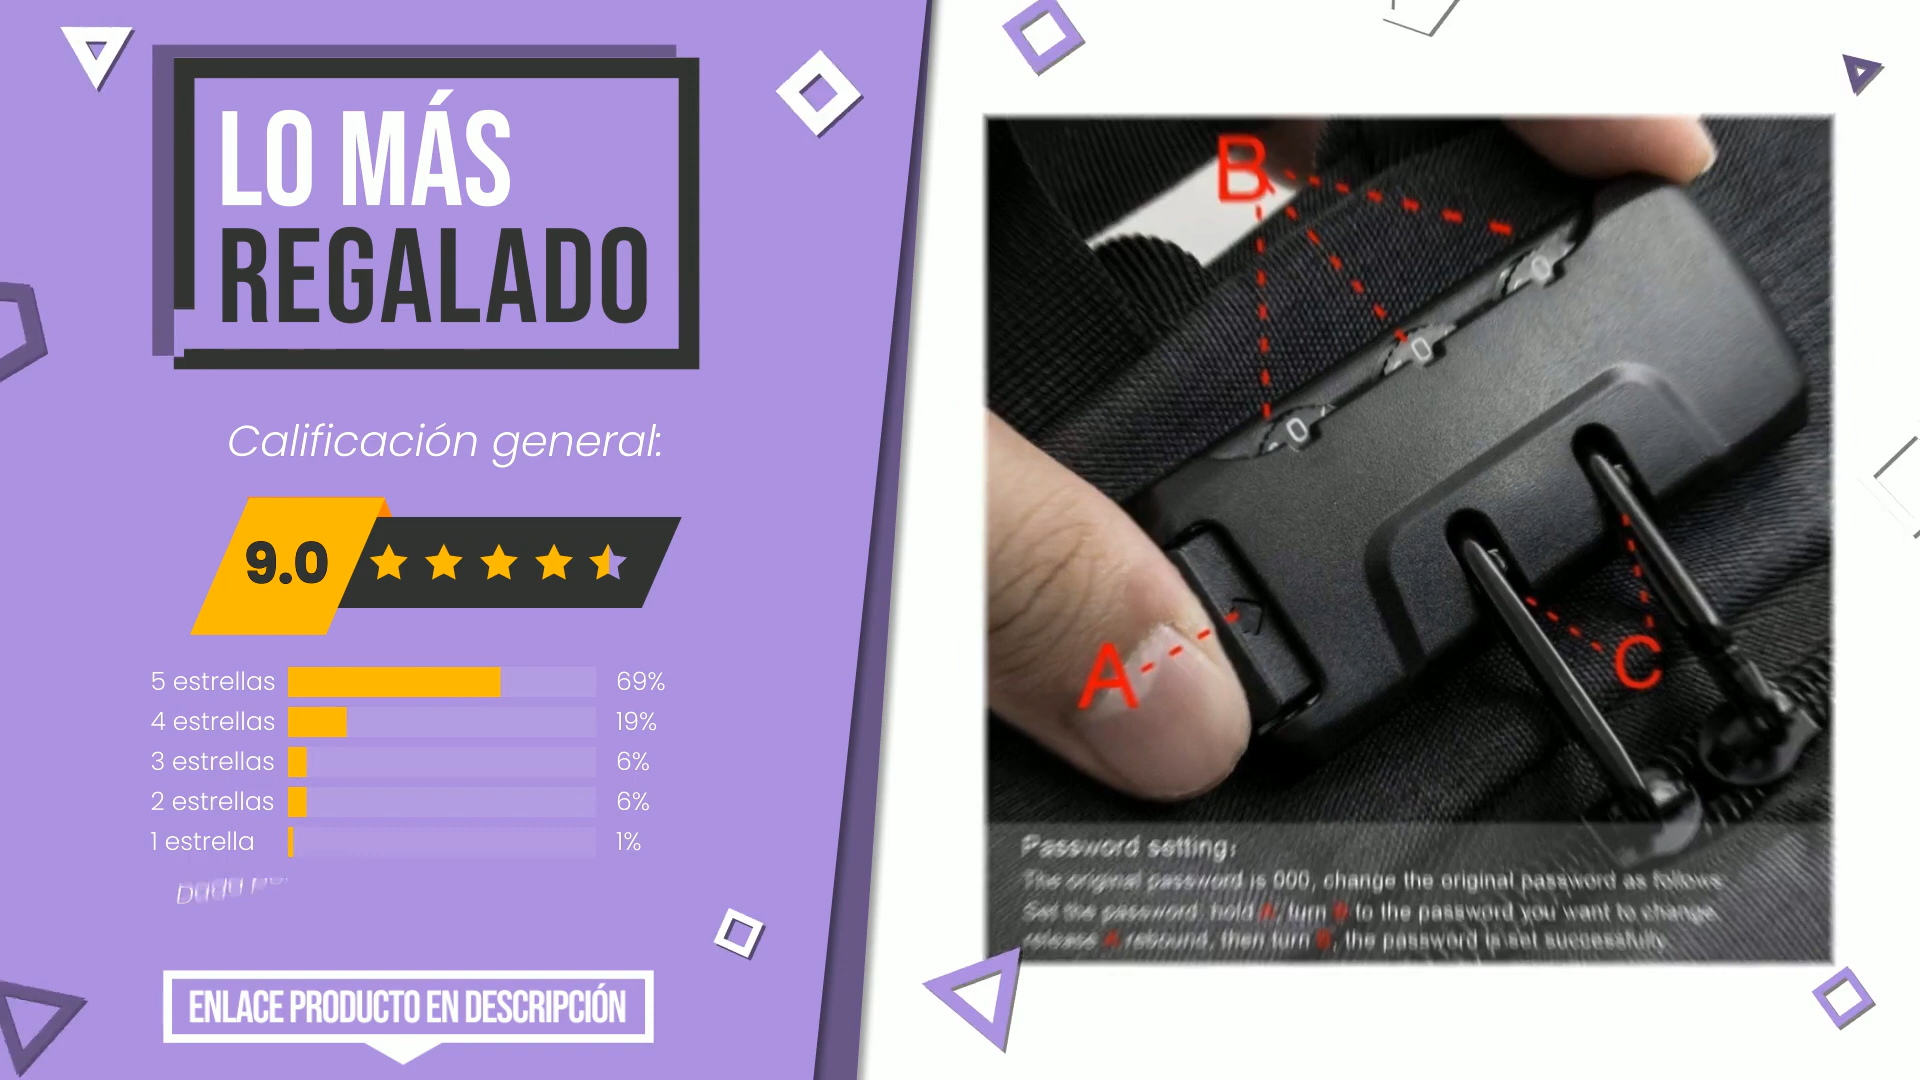 LO MÁS
REGALADO
Calificación general:
9.0
5 estrellas 69%
4 estrellas 19%
3 estrellas 6%
2 estrellas 6%
1 estrella 1%
ENLACE PRODUCTO EN DESCRIPCIÓN
B
0
0
0
A
C
Password setting:
The original password is 000, change the original password as follows
Set the password: hold A, turn B to the password you want to change,
release A rebound, then turn B, the password is set successfully.